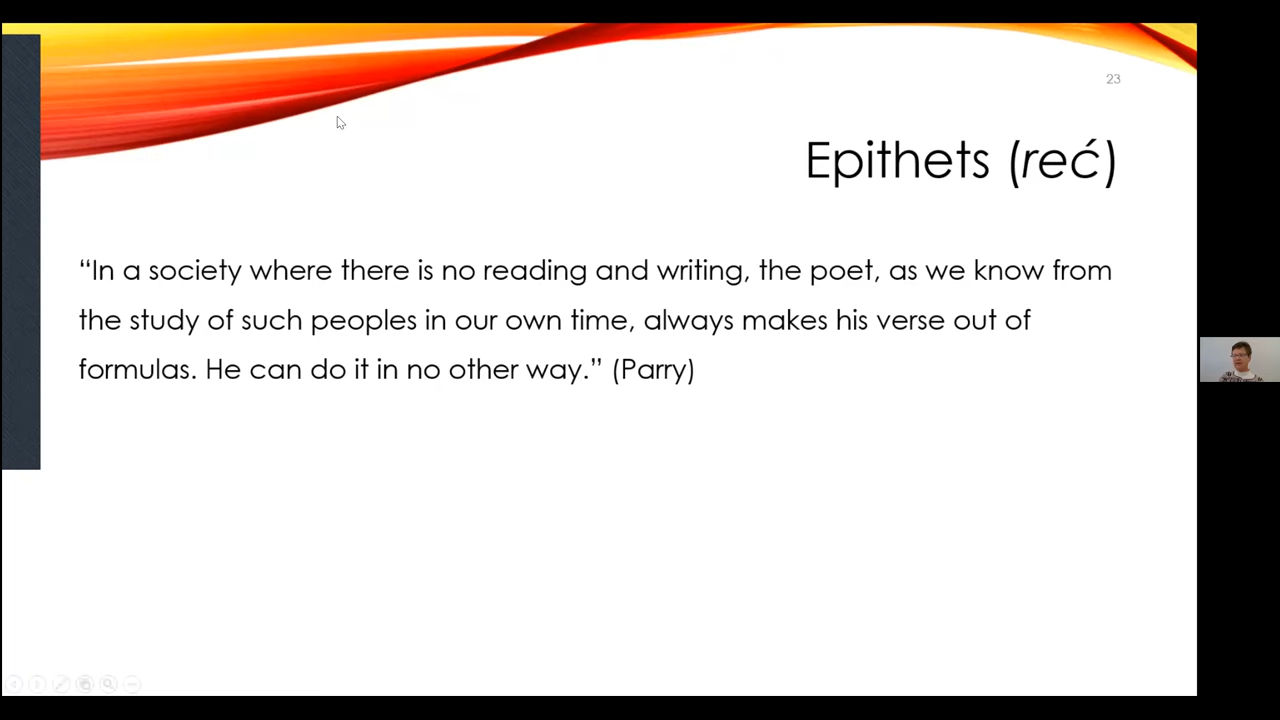 23
Epithets (reć)
“In a society where there is no reading and writing, the poet, as we know from
the study of such peoples in our own time, always makes his verse out of
formulas. He can do it in no other way.” (Parry)